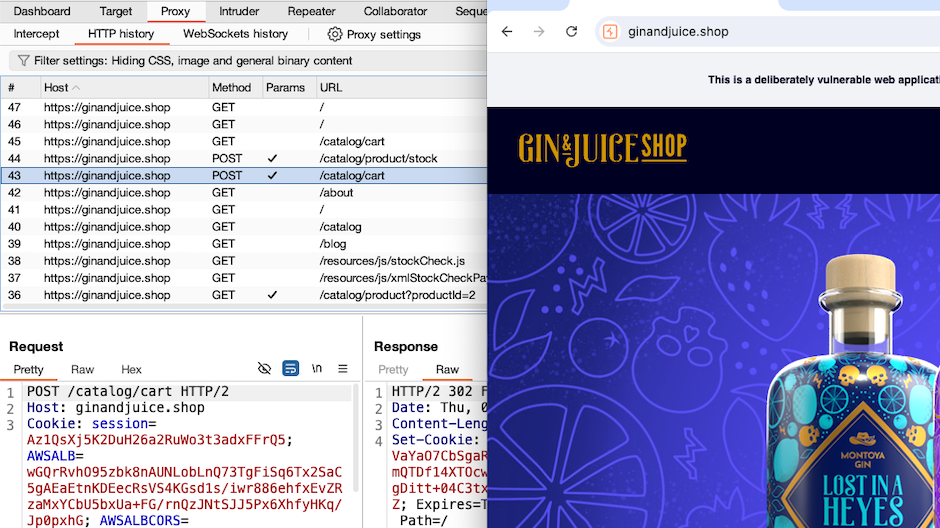 Dashboard Target Proxy Intruder Repeater Collaborator Seque
Intercept HTTP history WebSockets history Proxy settings
Filter settings: Hiding CSS, image and general binary content
# Host Method Params URL
47 https://ginandjuice.shop GET /
46 https://ginandjuice.shop GET /
45 https://ginandjuice.shop GET /catalog/cart
44 https://ginandjuice.shop POST ✓ /catalog/product/stock
43 https://ginandjuice.shop POST ✓ /catalog/cart
42 https://ginandjuice.shop GET /about
41 https://ginandjuice.shop GET /
40 https://ginandjuice.shop GET /catalog
39 https://ginandjuice.shop GET /blog
38 https://ginandjuice.shop GET /resources/js/stockCheck.js
37 https://ginandjuice.shop GET /resources/js/xmlStockCheckPay
36 https://ginandjuice.shop GET ✓ /catalog/product?productId=2
Request
Pretty Raw Hex \n
1 POST /catalog/cart HTTP/2
2 Host: ginandjuice.shop
3 Cookie: session=
Az1QsXj5K2DuH26a2RuWo3t3adxFFrQ5;
AWSALB=
wGQrRvhO95zbk8nAUNLobLnQ73TgFiSq6Tx2SaC
5gAEaEtnKDEecRsVS4KGsd1s/iwr886ehfxEvZR
zaMxYCbU5bxUa+FG/rnQzJNtSJJ5Px6XhfyHKq/
Jp0pxhG; AWSALBCORS=
Response
Pretty Raw
1 HTTP/2 302 F
2 Date: Thu, 0
3 Content-Leng
4 Set-Cookie:
VaYaO7CbSgaR
mQTDf14XTOcw
gDitt+04C3tx
Z; Expires=T
Path=/
ginandjuice.shop
This is a deliberately vulnerable web applicati
GIN & JUICE SHOP
MONTOYA
GIN
LOST IN A
HEYES